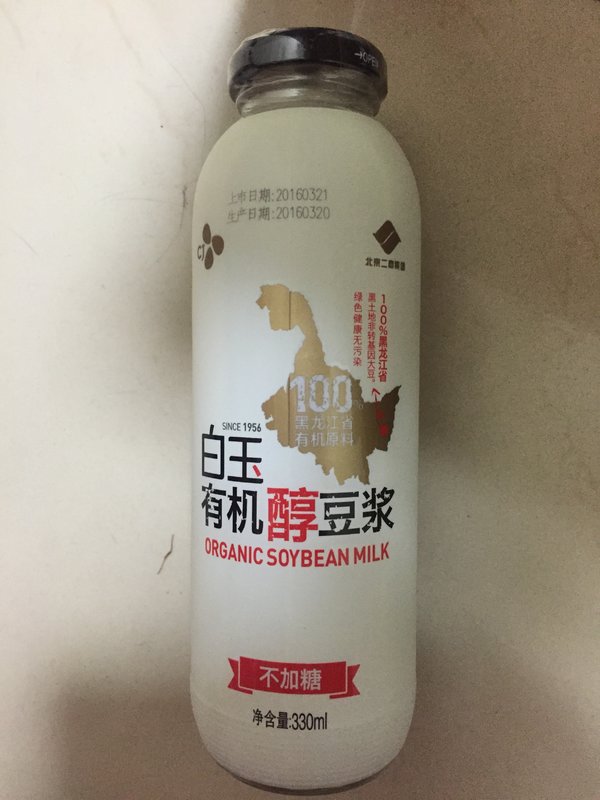 →OPEN
上市日期:20160321
生产日期:20160320
CJ
北京二商集团
100%黑龙江省
黑土地非转基因大豆。
绿色健康无污染
100%
黑龙江省
有机原料
SINCE 1956
白玉
有机醇豆浆
ORGANIC SOYBEAN MILK
不加糖
净含量:330ml